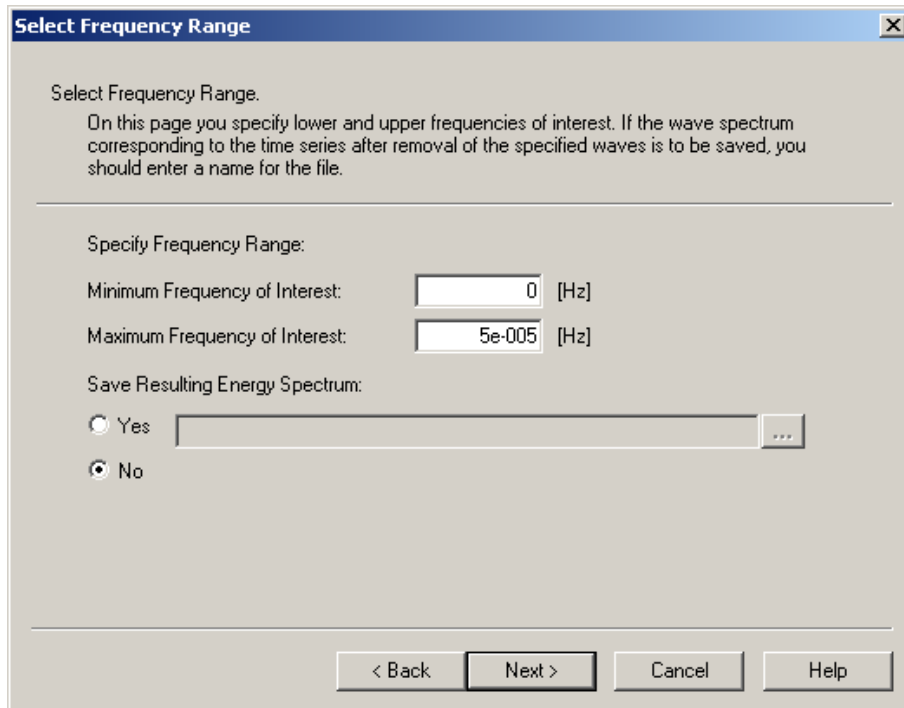 Select Frequency Range
Select Frequency Range.
On this page you specify lower and upper frequencies of interest. If the wave spectrum
corresponding to the time series after removal of the specified waves is to be saved, you
should enter a name for the file.
Specify Frequency Range:
Minimum Frequency of Interest: 0 [Hz]
Maximum Frequency of Interest: 5e-005 [Hz]
Save Resulting Energy Spectrum:
Yes ...
No
< Back Next > Cancel Help